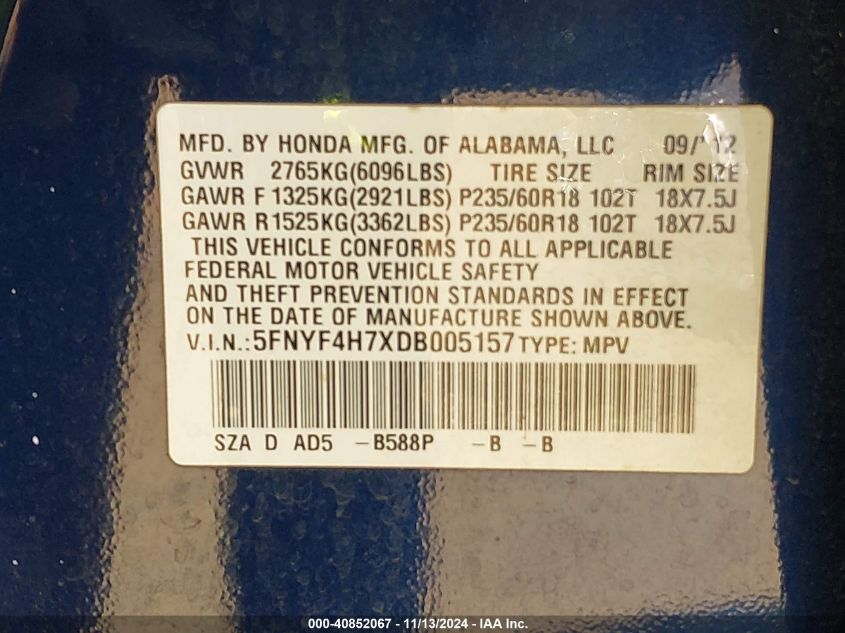 MFD. BY HONDA MFG. OF ALABAMA, LLC 09/'12
GVWR 2765KG(6096LBS) TIRE SIZE RIM SIZE
GAWR F 1325KG(2921LBS) P235/60R18 102T 18X7.5J
GAWR R1525KG(3362LBS) P235/60R18 102T 18X7.5J
THIS VEHICLE CONFORMS TO ALL APPLICABLE
FEDERAL MOTOR VEHICLE SAFETY
AND THEFT PREVENTION STANDARDS IN EFFECT
ON THE DATE OF MANUFACTURE SHOWN ABOVE.
V.I.N.:5FNYF4H7XDB005157 TYPE: MPV
SZA D AD5 -B588P -B -B
000-40852067 - 11/13/2024 - IAA Inc.